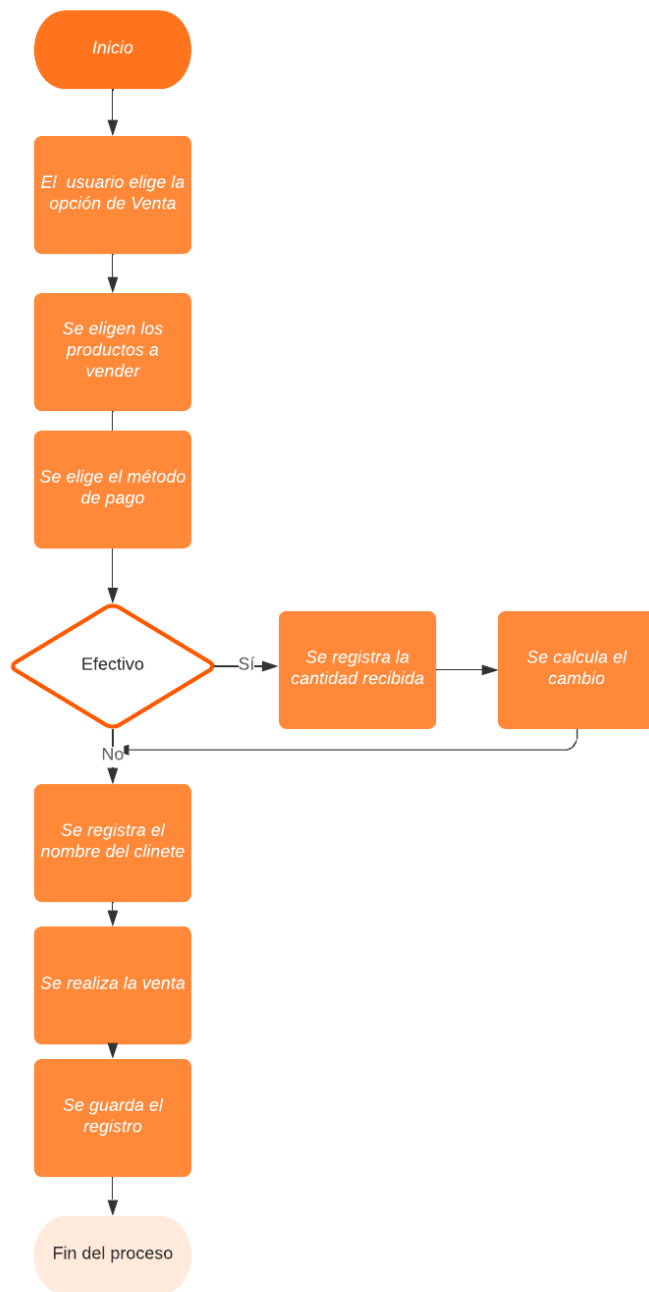 Inicio
El  usuario elige la
opción de Venta
Se eligen los
productos a
vender
Se elige el método
de pago
Efectivo
Sí
Se registra la
cantidad recibida
Se calcula el
cambio
No
Se registra el
nombre del clinete
Se realiza la venta
Se guarda el
registro
Fin del proceso